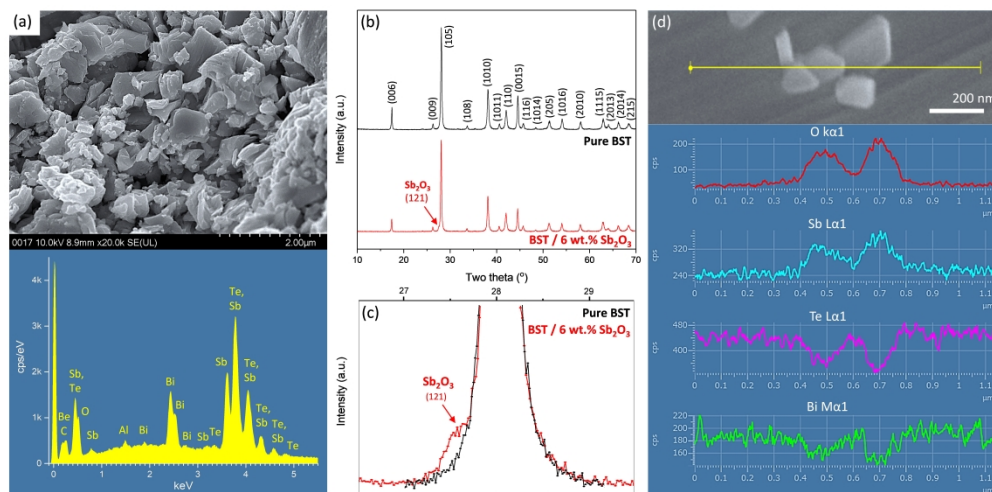 (a)
0017 10.0kV 8.9mm x20.0k SE(UL) 2.00µm
cps/eV
4k
3k
2k
1k
0
Be
C
Sb,
Te
O
Sb
Al
Bi
Bi
Bi
Bi
Sb
Te
Sb
Te,
Sb
Te,
Sb
Te,
Sb
Te,
Sb
Te
0 1 2 3 4 5
keV
(b)
Intensity (a.u.)
(006)
(009)
(105)
(108)
(1010)
(1011)
(110)
(0015)
(116)
(1014)
(205)
(1016)
(2010)
(1115)
(2013)
(2014)
(215)
Pure BST
Sb₂O₃
(121)
BST / 6 wt.% Sb₂O₃
10 20 30 40 50 60 70
Two theta (°)
27 28 29
(c)
Intensity (a.u.)
Pure BST
BST / 6 wt.% Sb₂O₃
Sb₂O₃
(121)
(d)
200 nm
O kα1
cps
200
100
0 0.1 0.2 0.3 0.4 0.5 0.6 0.7 0.8 0.9 1.0 1.1
µm
Sb Lα1
cps
320
240
0 0.1 0.2 0.3 0.4 0.5 0.6 0.7 0.8 0.9 1.0 1.1
µm
Te Lα1
cps
480
400
0 0.1 0.2 0.3 0.4 0.5 0.6 0.7 0.8 0.9 1.0 1.1
µm
Bi Mα1
cps
220
200
180
160
0 0.1 0.2 0.3 0.4 0.5 0.6 0.7 0.8 0.9 1.0 1.1
µm